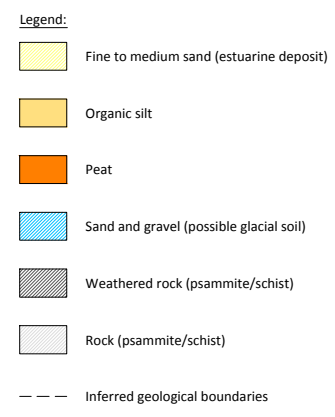 Legend:
Fine to medium sand (estuarine deposit)
Organic silt
Peat
Sand and gravel (possible glacial soil)
Weathered rock (psammite/schist)
Rock (psammite/schist)
Inferred geological boundaries